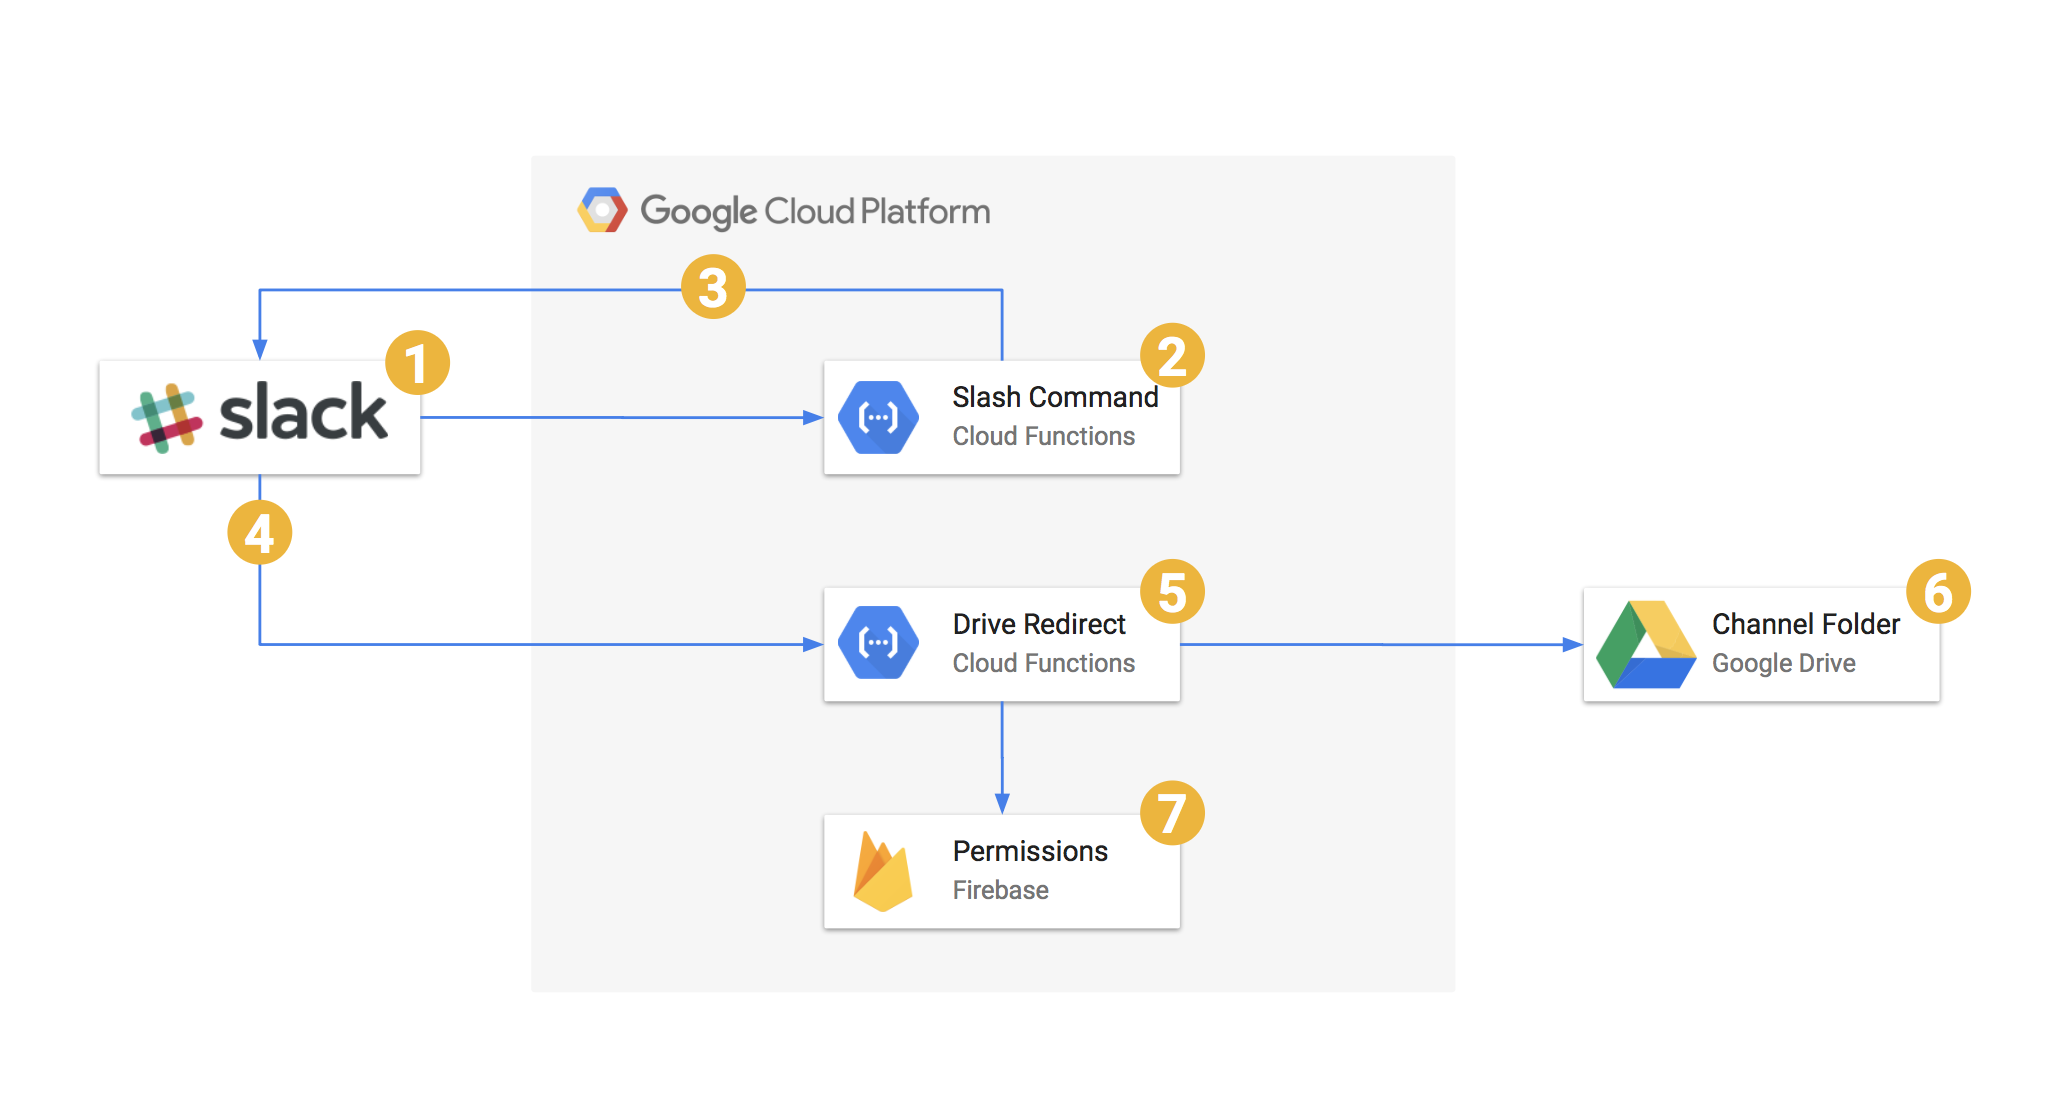 Google Cloud Platform
3
1
2
slack
Slash Command
Cloud Functions
4
5
6
Drive Redirect
Cloud Functions
Channel Folder
Google Drive
7
Permissions
Firebase